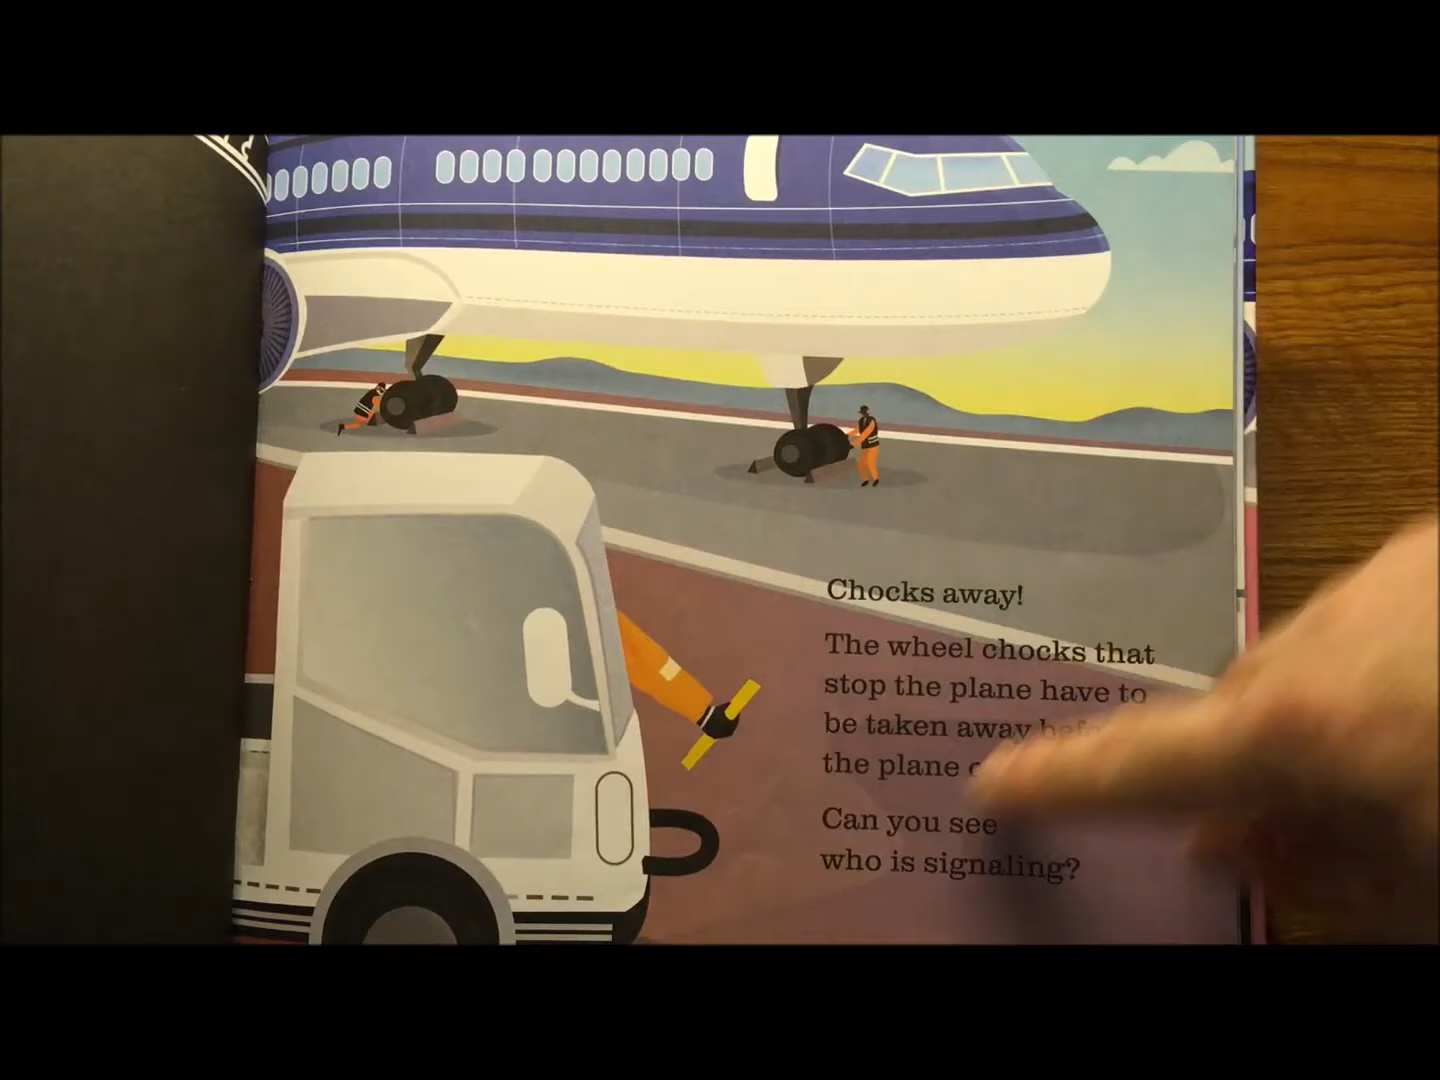 Chocks away!
The wheel chocks that
stop the plane have to
be taken away
the plane
Can you see
who is signaling?